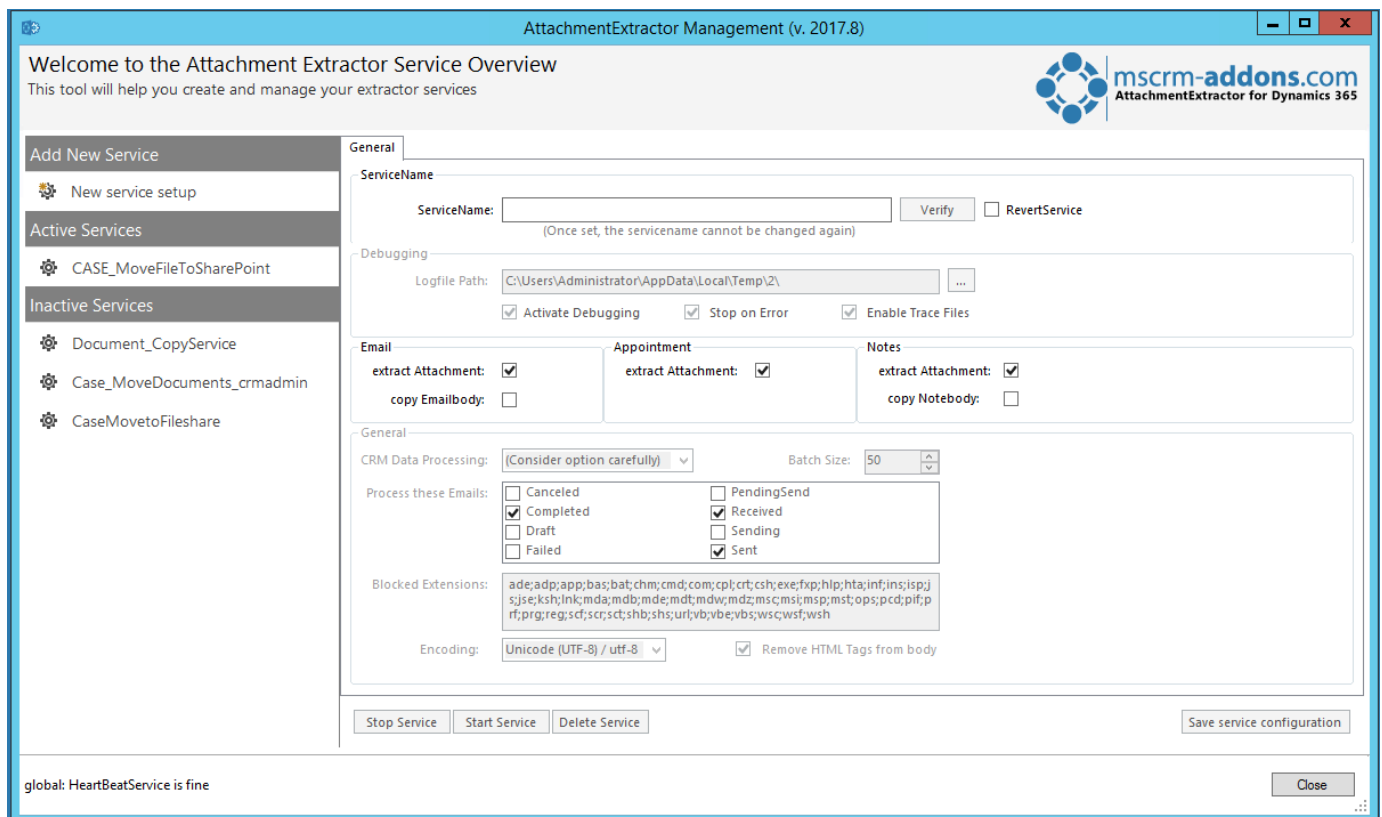 AttachmentExtractor Management (v. 2017.8)
Welcome to the Attachment Extractor Service Overview
This tool will help you create and manage your extractor services
mscrm-addons.com
AttachmentExtractor for Dynamics 365
Add New Service
New service setup
Active Services
CASE_MoveFileToSharePoint
Inactive Services
Document_CopyService
Case_MoveDocuments_crmadmin
CaseMovetoFileshare
General
ServiceName
ServiceName:
Verify
RevertService
(Once set, the servicename cannot be changed again)
Debugging
Logfile Path: C:\Users\Administrator\AppData\Local\Temp\2\ ...
Activate Debugging Stop on Error Enable Trace Files
Email
extract Attachment:
copy Emailbody:
Appointment
extract Attachment:
Notes
extract Attachment:
copy Notebody:
General
CRM Data Processing: (Consider option carefully) Batch Size: 50
Process these Emails:
Canceled PendingSend
Completed Received
Draft Sending
Failed Sent
Blocked Extensions:
ade;adp;app;bas;bat;chm;cmd;com;cpl;crt;csh;exe;fxp;hlp;hta;inf;ins;isp;j
s;jse;ksh;lnk;mda;mdb;mde;mdt;mdw;mdz;msc;msi;msp;mst;ops;pcd;pif;p
rf;prg;reg;scf;scr;sct;shb;shs;url;vb;vbe;vbs;wsc;wsf;wsh
Encoding: Unicode (UTF-8) / utf-8 Remove HTML Tags from body
Stop Service Start Service Delete Service Save service configuration
global: HeartBeatService is fine
Close